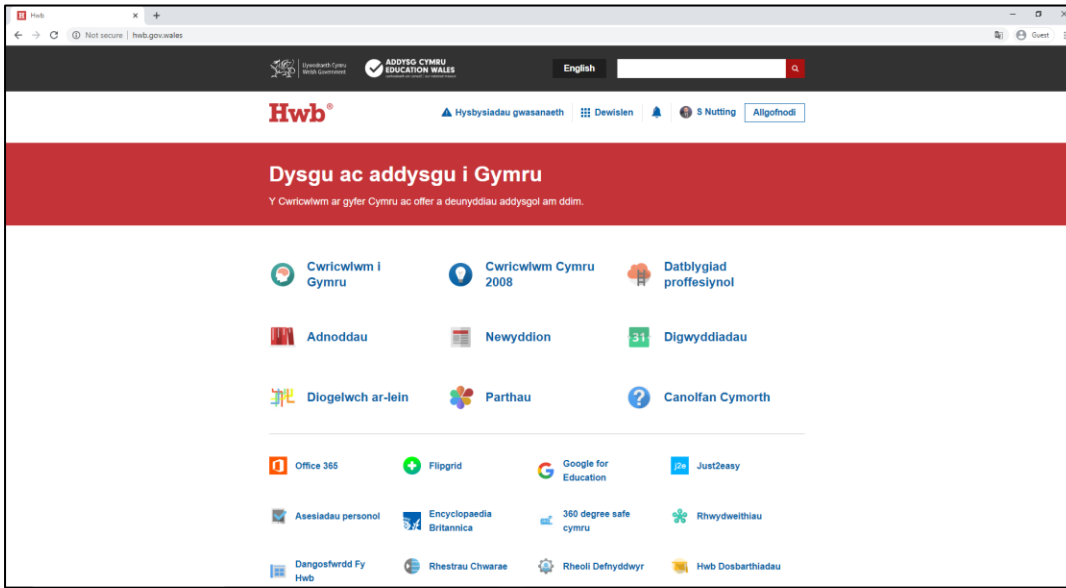 Hwb
Not secure | hwb.gov.wales
Guest
Llywodraeth Cymru
Welsh Government
ADDYSG CYMRU
EDUCATION WALES
English
Hwb®
Hysbysiadau gwasanaeth
Dewislen
S Nutting
Allgofnodi
Dysgu ac addysgu i Gymru
Y Cwricwlwm ar gyfer Cymru ac offer a deunyddiau addysgol am ddim.
Cwricwlwm i
Gymru
Cwricwlwm Cymru
2008
Datblygiad
proffesiynol
Adnoddau
Newyddion
31
Digwyddiadau
Diogelwch ar-lein
Parthau
Canolfan Cymorth
Office 365
Flipgrid
Google for
Education
j2e
Just2easy
Asesiadau personol
Encyclopaedia
Britannica
360 degree safe
cymru
Rhwydweithiau
Dangosfwrdd Fy
Hwb
Rhestrau Chwarae
Rheoli Defnyddwyr
Hwb Dosbarthiadau